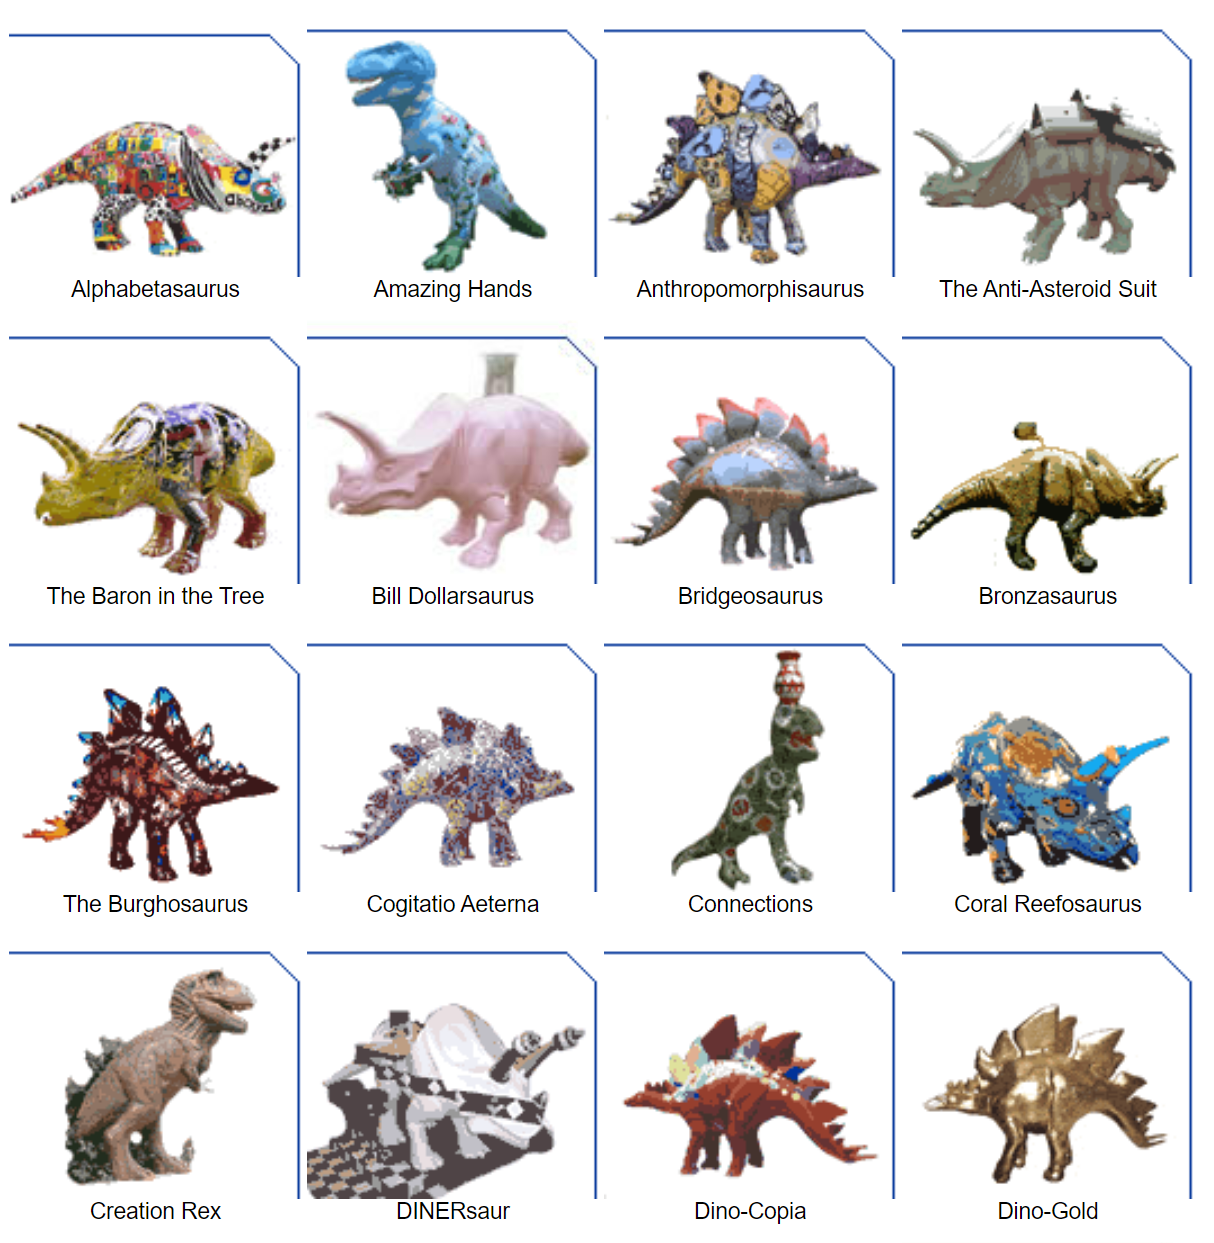 Alphabetasaurus
Amazing Hands
Anthropomorphisaurus
The Anti-Asteroid Suit
The Baron in the Tree
Bill Dollarsaurus
Bridgeosaurus
Bronzasaurus
The Burghosaurus
Cogitatio Aeterna
Connections
Coral Reefosaurus
Creation Rex
DINERsaur
Dino-Copia
Dino-Gold